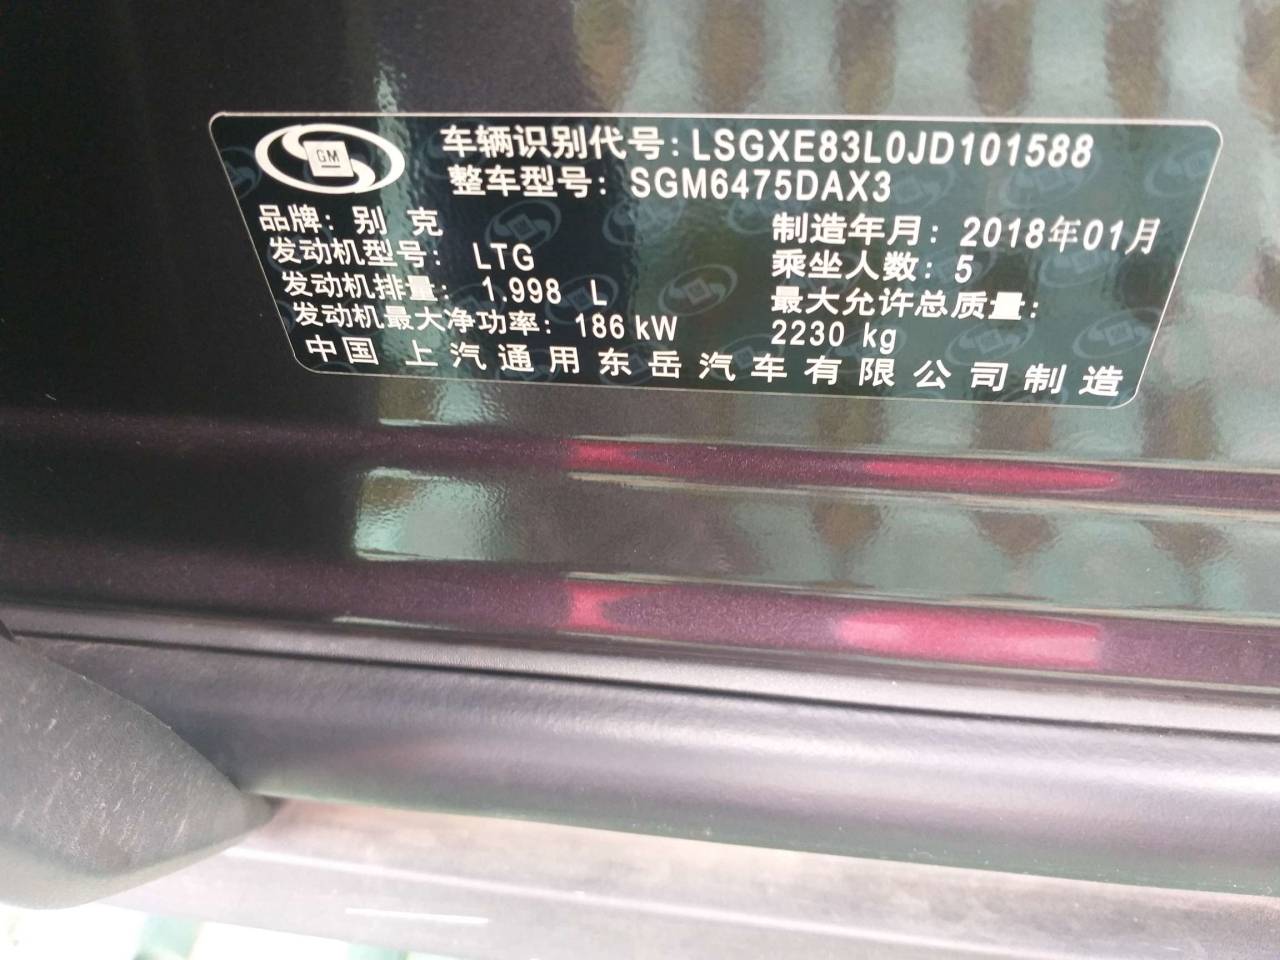 GM
车辆识别代号: LSGXE83L0JD101588
整车型号: SGM6475DAX3
品牌: 别 克
制造年月: 2018年01月
发动机型号: LTG
乘坐人数: 5
发动机排量: 1.998 L
最大允许总质量:
发动机最大净功率: 186 kW
2230 kg
中国 上汽通用东岳汽车有限公司制造